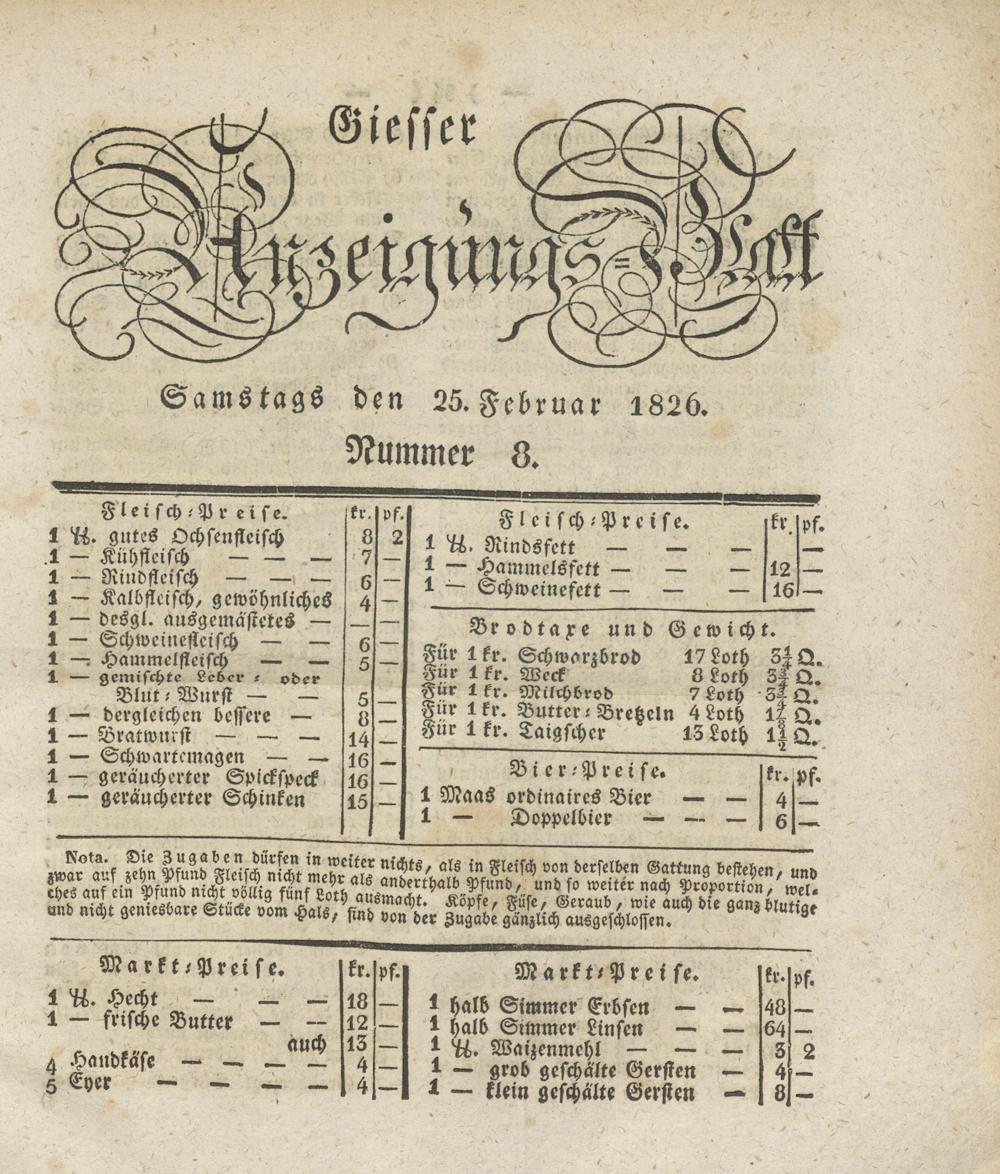 Giesser
Anzeigungs-Blatt
Samstags den 25. Februar 1826.
Nummer 8.
Fleisch-Preise. kr. pf.
1 ℔. gutes Ochsenfleisch 8 2
1 — Kühfleisch — — — 7 —
1 — Rindfleisch — — — 6 —
1 — Kalbfleisch, gewöhnliches 4 —
1 — desgl. ausgemästetes — — —
1 — Schweinefleisch — — 6 —
1 — Hammelfleisch — — 5 —
1 — gemischte Leber- oder
Blut-Wurst — — 5 —
1 — dergleichen bessere — 8 —
1 — Bratwurst — — — 14 —
1 — Schwartemagen — — 16 —
1 — geräucherter Spickspeck 16 —
1 — geräucherter Schinken 15 —
Fleisch-Preise. kr. pf.
1 ℔. Rindsfett — — — —
1 — Hammelsfett — — — 12 —
1 — Schweinefett — — — 16 —
Brodtaxe und Gewicht.
Für 1 kr. Schwarzbrod 17 Loth 3¼ Q.
Für 1 kr. Weck 8 Loth Q.
Für 1 kr. Milchbrod 7 Loth Q.
Für 1 kr. Butter-Bretzeln 4 Loth Q.
Für 1 kr. Taigscher 13 Loth 1½ Q.
Bier-Preise. kr. pf.
1 Maas ordinaires Bier — — 4 —
1 — Doppelbier — — — 6 —
Nota. Die Zugaben dürfen in weiter nichts, als in Fleisch von derselben Gattung bestehen, und
zwar auf zehn Pfund Fleisch nicht mehr als anderthalb Pfund, und so weiter nach Proportion, wel-
ches auf ein Pfund nicht völlig fünf Loth ausmacht. Köpfe, Füse, Geraub, wie auch die ganz blutige
und nicht geniesbare Stücke vom Hals, sind von der Zugabe gänzlich ausgeschlossen.
Markt-Preise. kr. pf.
1 ℔. Hecht — — — 18 —
1 — frische Butter — — 12 —
auch 13 —
4 Handkäse — — — — 4 —
5 Eyer — — — — 4 —
Markt-Preise. kr. pf.
1 halb Simmer Erbsen — — 48 —
1 halb Simmer Linsen — — 64 —
1 ℔. Waizenmehl — — — 3 2
1 — grob geschälte Gersten — 4 —
1 — klein geschälte Gersten — 8 —